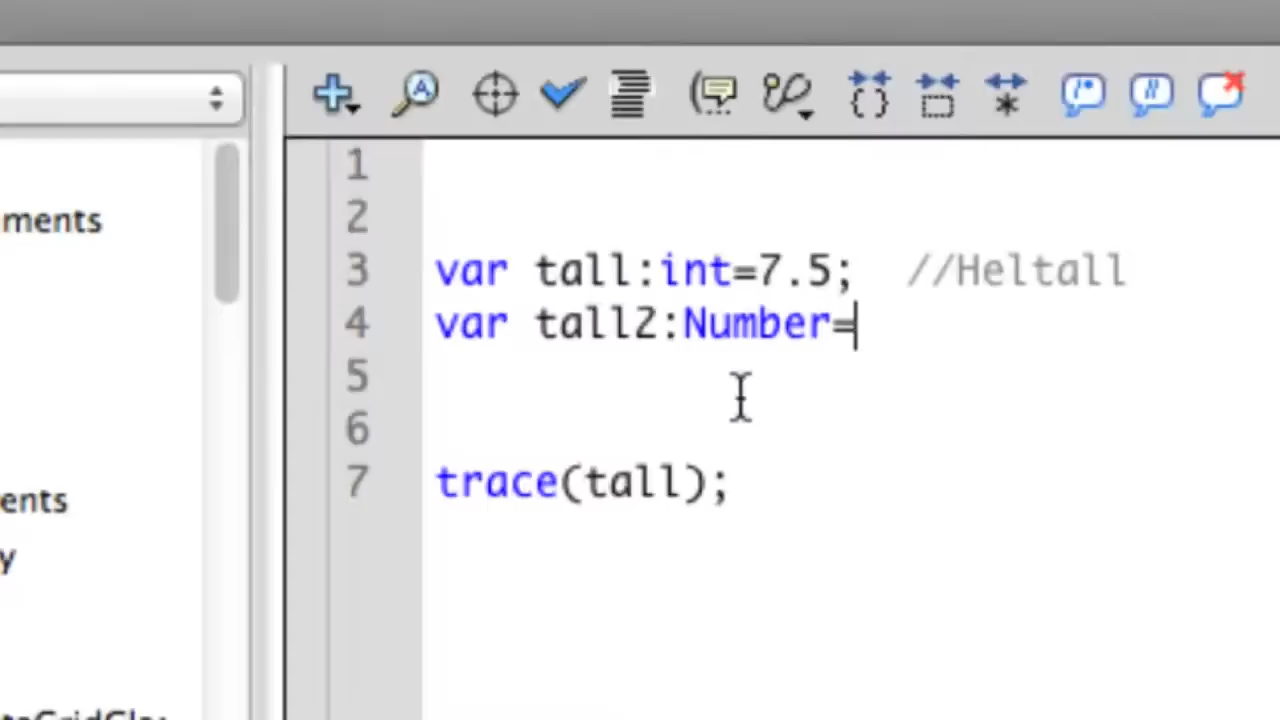 ments
ents
y
1
2
3 var tall:int=7.5; //Heltall
4 var tall2:Number=
5
6
7 trace(tall);